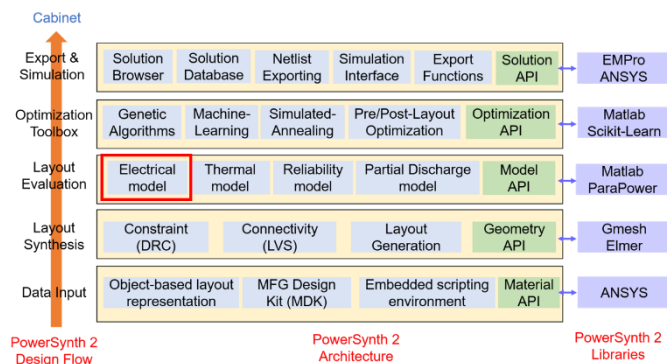 Cabinet
Export &
Simulation
Solution
Browser
Solution
Database
Netlist
Exporting
Simulation
Interface
Export
Functions
Solution
API
EMPro
ANSYS
Optimization
Toolbox
Genetic
Algorithms
Machine-
Learning
Simulated-
Annealing
Pre/Post-Layout
Optimization
Optimization
API
Matlab
Scikit-Learn
Layout
Evaluation
Electrical
model
Thermal
model
Reliability
model
Partial Discharge
model
Model
API
Matlab
ParaPower
Layout
Synthesis
Constraint
(DRC)
Connectivity
(LVS)
Layout
Generation
Geometry
API
Gmesh
Elmer
Data Input
Object-based layout
representation
MFG Design
Kit (MDK)
Embedded scripting
environment
Material
API
ANSYS
PowerSynth 2
Design Flow
PowerSynth 2
Architecture
PowerSynth 2
Libraries